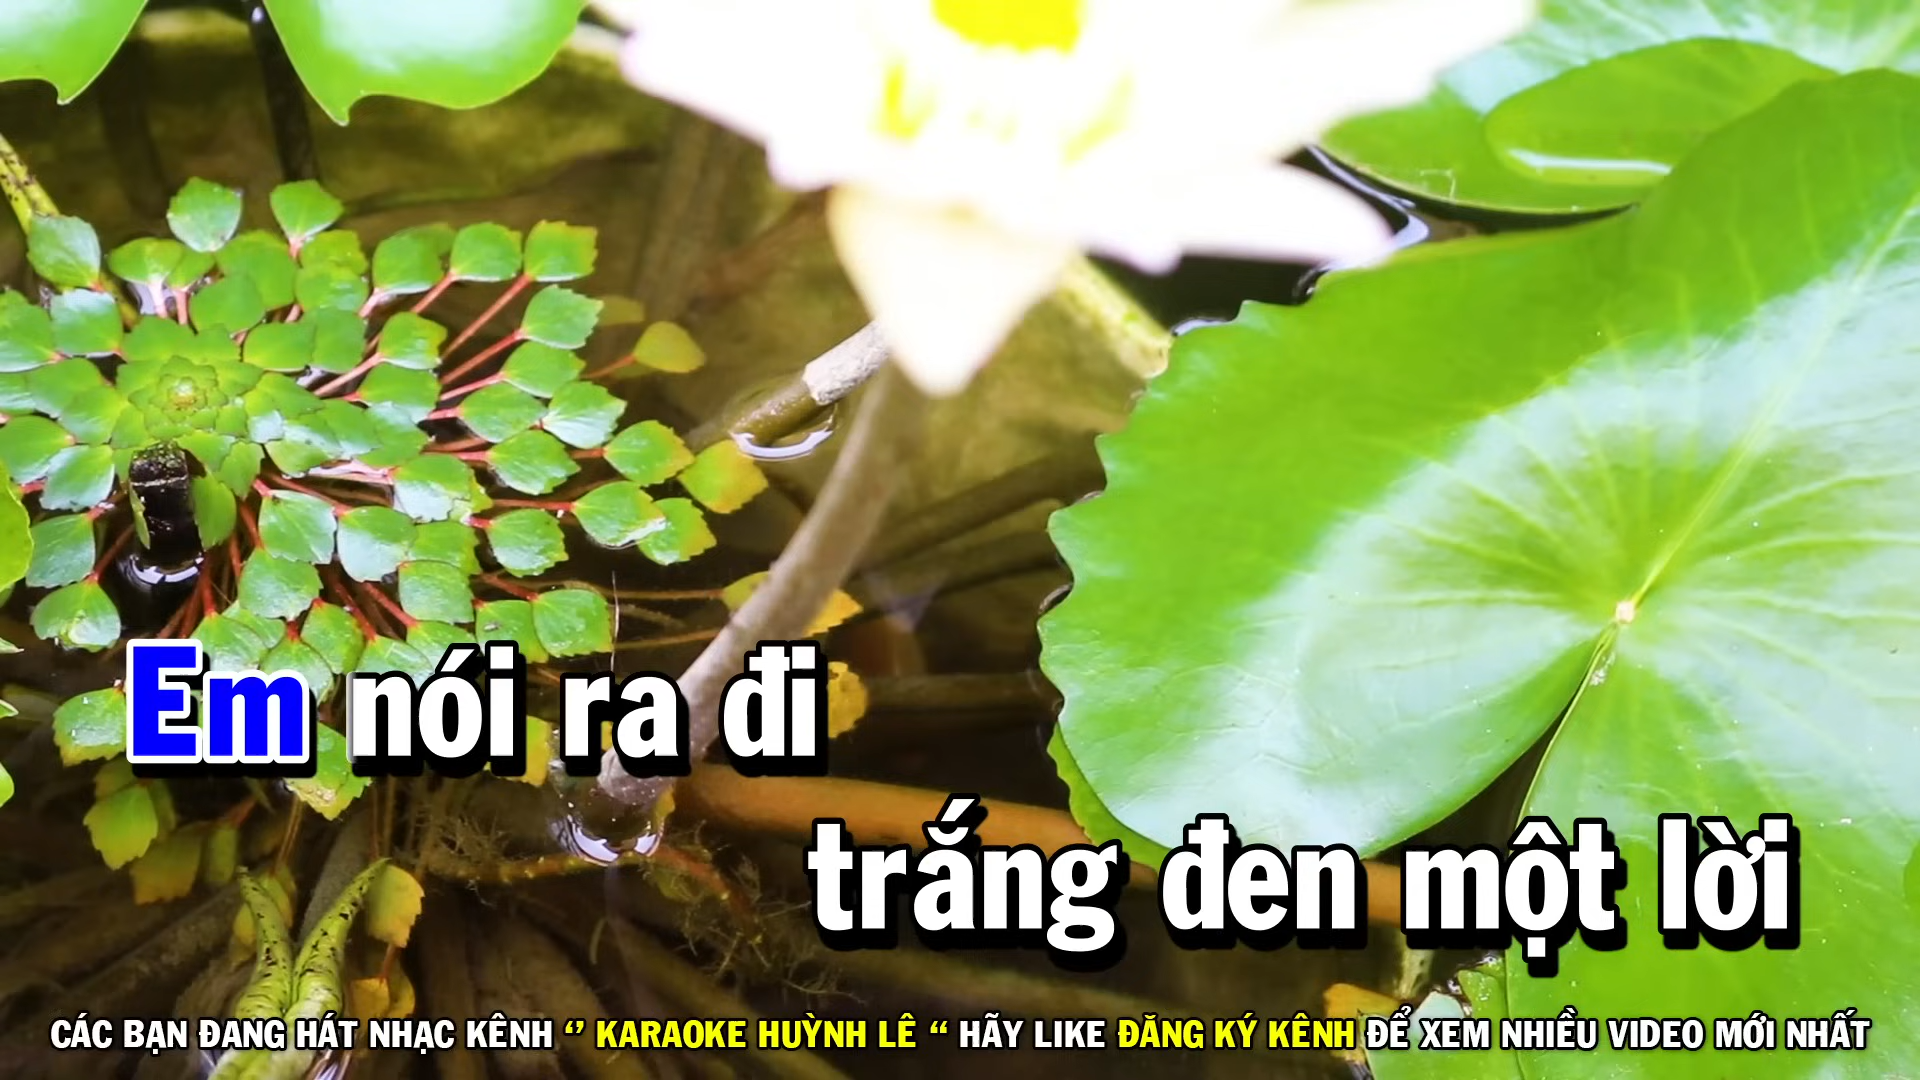 Em nói ra đi
trắng đen một lời
CÁC BẠN ĐANG HÁT NHẠC KÊNH “ KARAOKE HUỲNH LÊ “ HÃY LIKE ĐĂNG KÝ KÊNH ĐỂ XEM NHIỀU VIDEO MỚI NHẤT